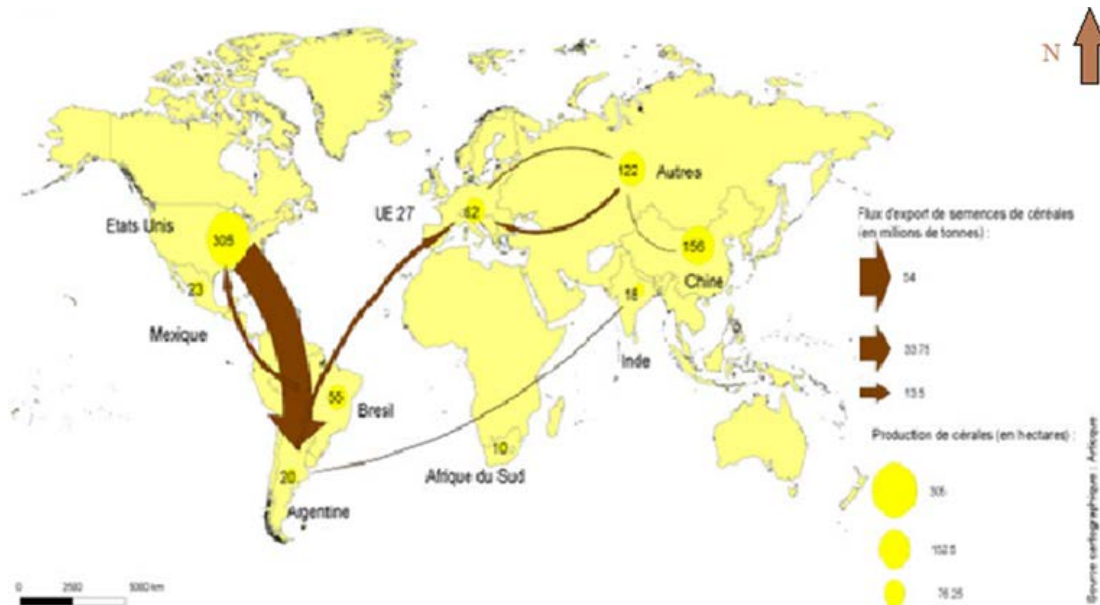 N
Etats Unis
305
23
Mexique
UE 27
62
122
Autres
156
Chine
18
Inde
55
Bresil
20
Argentine
10
Afrique du Sud
Flux d'export de semences de céréales
(en millions de tonnes) :
54
33.75
13.5
Production de cérales (en hectares) :
305
152.5
76.25
0 2500 5000 km
Source cartographique : Articque